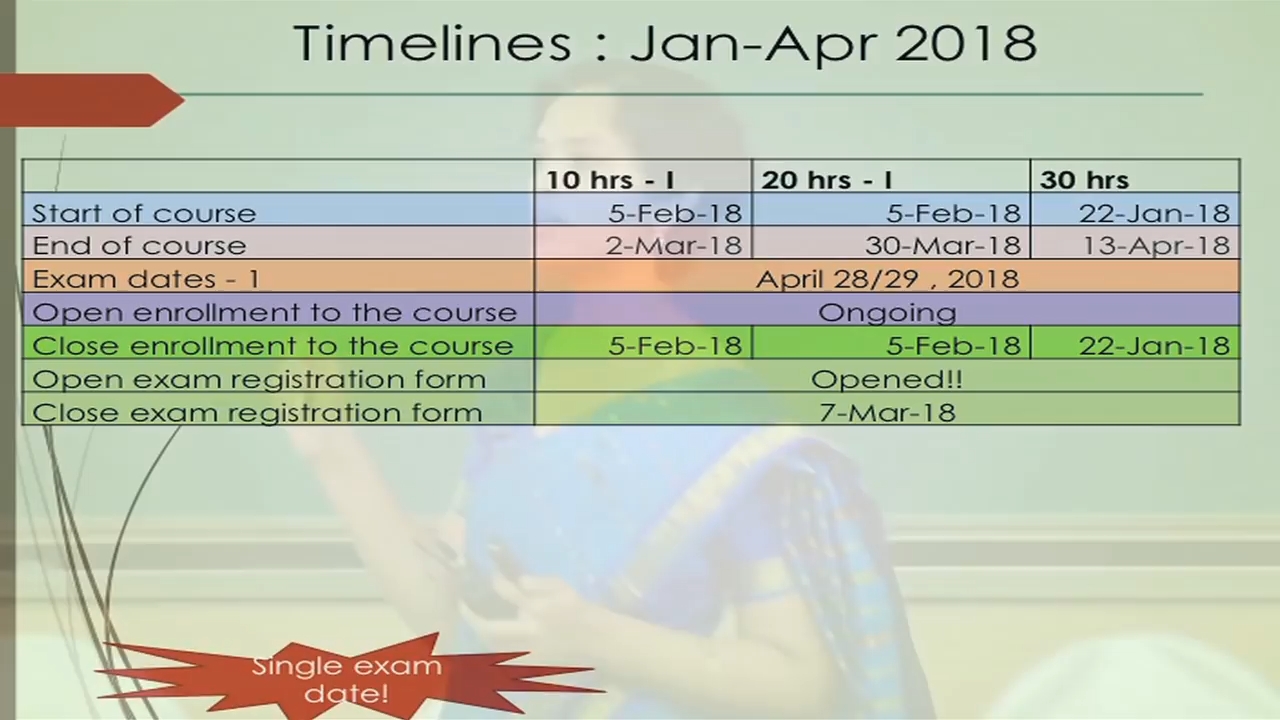 Timelines : Jan-Apr 2018
10 hrs - I 20 hrs - I 30 hrs
Start of course 5-Feb-18 5-Feb-18 22-Jan-18
End of course 2-Mar-18 30-Mar-18 13-Apr-18
Exam dates - 1 April 28/29 , 2018
Open enrollment to the course Ongoing
Close enrollment to the course 5-Feb-18 5-Feb-18 22-Jan-18
Open exam registration form Opened!!
Close exam registration form 7-Mar-18
Single exam
date!